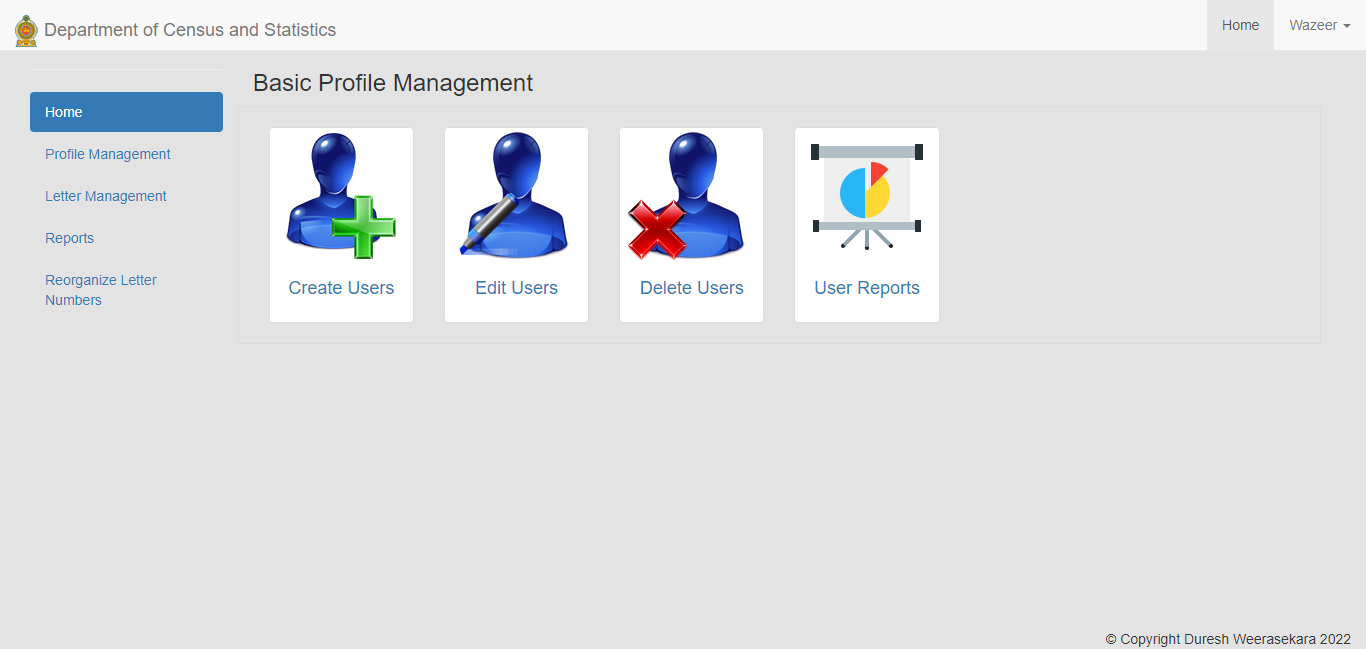 Department of Census and Statistics
Home
Wazeer
Home
Profile Management
Letter Management
Reports
Reorganize Letter
Numbers
Basic Profile Management
Create Users
Edit Users
Delete Users
User Reports
© Copyright Duresh Weerasekara 2022